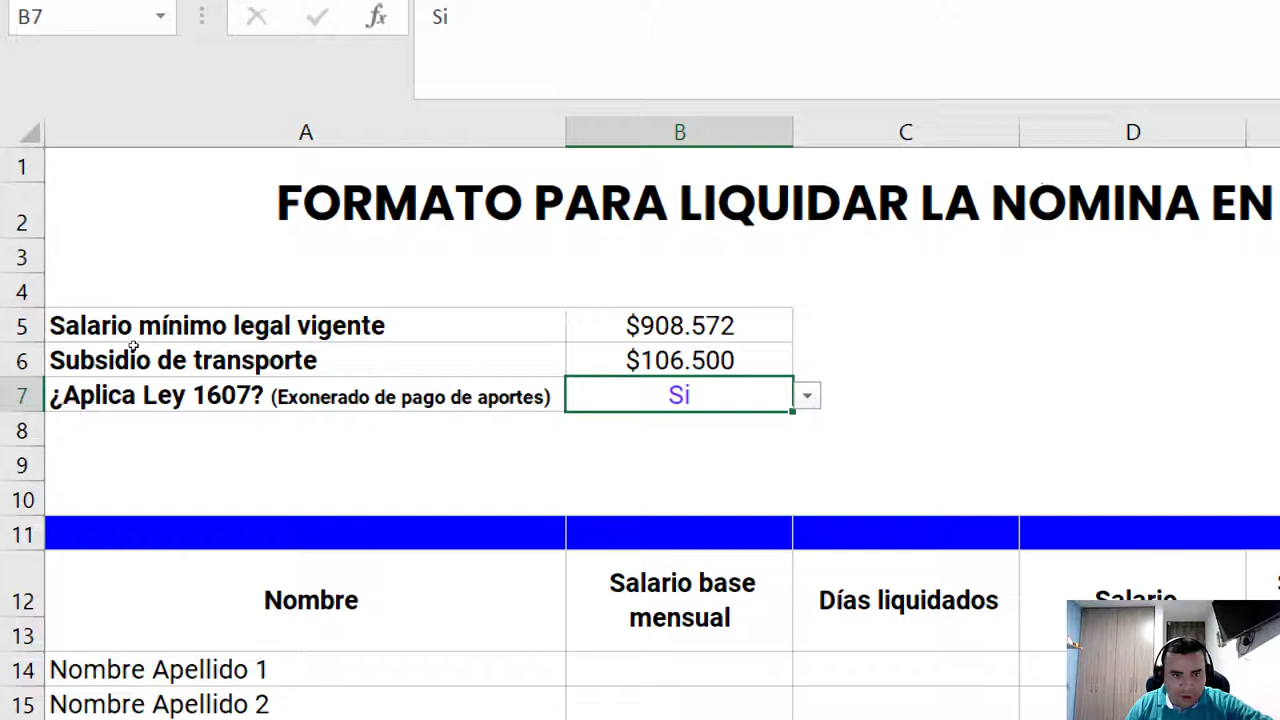 B7
fx
Si
A B C D
1
2 FORMATO PARA LIQUIDAR LA NOMINA EN
3
4
5 Salario mínimo legal vigente $908.572
6 Subsidio de transporte $106.500
7 ¿Aplica Ley 1607? (Exonerado de pago de aportes) Si
8
9
10
11
12 Nombre Salario base mensual Días liquidados Salario
13
14 Nombre Apellido 1
15 Nombre Apellido 2